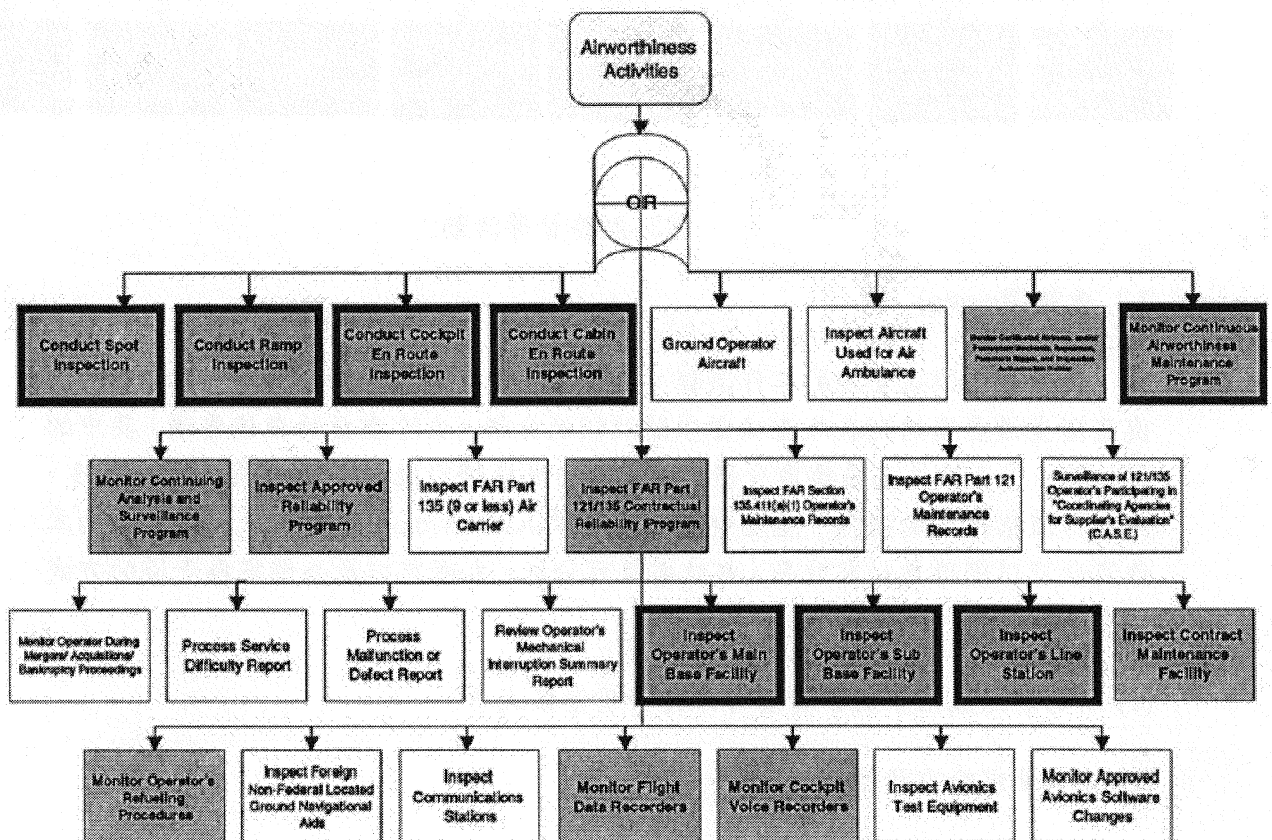 Airworthiness
Activities
OR
Conduct Spot
Inspection
Conduct Ramp
Inspection
Conduct Cockpit
En Route
Inspection
Conduct Cabin
En Route
Inspection
Ground Operator
Aircraft
Inspect Aircraft
Used for Air
Ambulance
Monitor Continuous
Airworthiness
Maintenance
Program
Monitor Continuing
Analysis and
Surveillance
Program
Inspect Approved
Reliability
Program
Inspect FAR Part
135 (9 or less) Air
Carrier
Inspect FAR Part
121/135 Contractual
Reliability Program
Inspect FAR Section
135.411(a)(1) Operator's
Maintenance Records
Inspect FAR Part 121
Operator's
Maintenance
Records
Surveillance of 121/135
Operator's Participating in
"Coordinating Agencies
for Supplier's Evaluation"
(C.A.S.E.)
Monitor Operator During
Mergers/ Acquisitions/
Bankruptcy Proceedings
Process Service
Difficulty Report
Process
Malfunction or
Defect Report
Review Operator's
Mechanical
Interruption Summary
Report
Inspect
Operator's Main
Base Facility
Inspect
Operator's Sub
Base Facility
Inspect
Operator's Line
Station
Inspect Contract
Maintenance
Facility
Monitor Operator's
Refueling
Procedures
Inspect Foreign
Non-Federal Located
Ground Navigational
Aids
Inspect
Communications
Stations
Monitor Flight
Data Recorders
Monitor Cockpit
Voice Recorders
Inspect Avionics
Test Equipment
Monitor Approved
Avionics Software
Changes